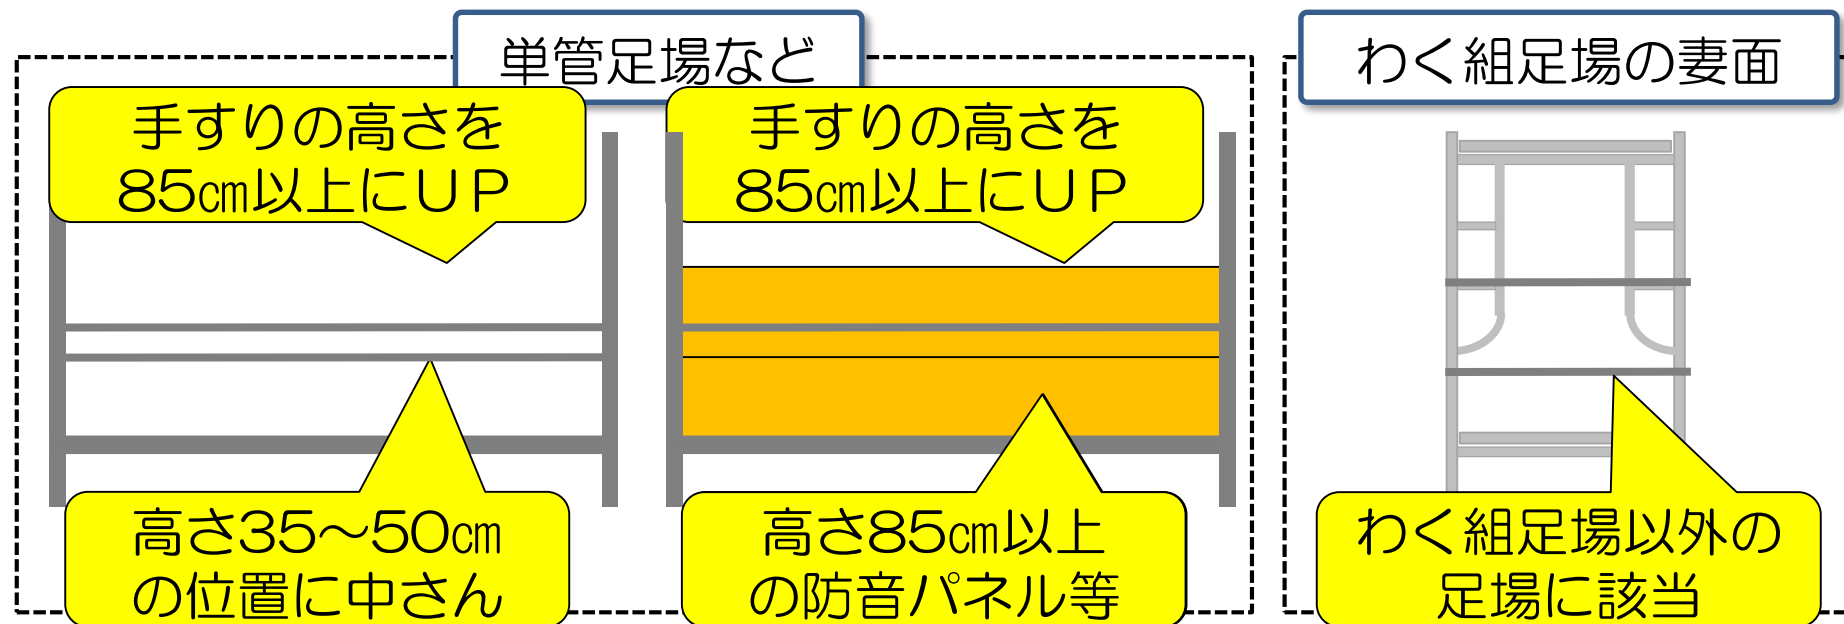 単管足場など
手すりの高さを
85㎝以上にUP
手すりの高さを
85㎝以上にUP
高さ35〜50㎝
の位置に中さん
高さ85㎝以上
の防音パネル等
わく組足場の妻面
わく組足場以外の
足場に該当